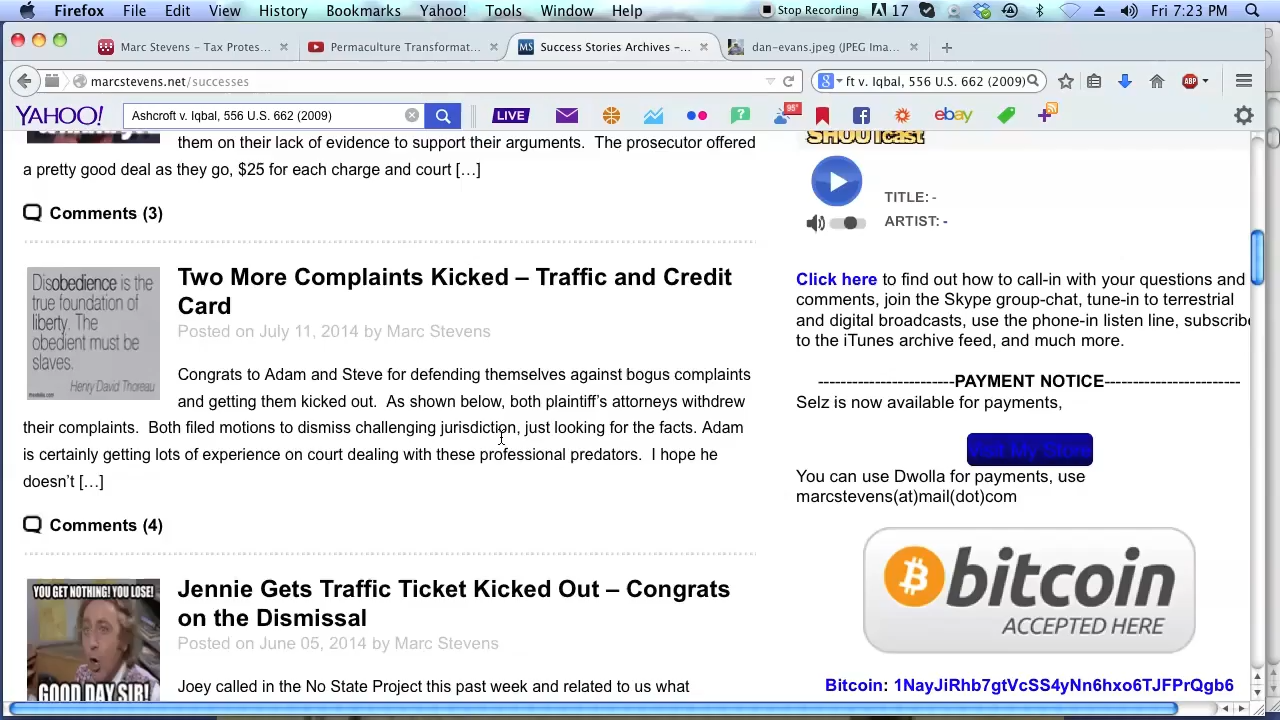 Firefox File Edit View History Bookmarks Yahoo! Tools Window Help Stop Recording 17 Fri 7:23 PM
Marc Stevens - Tax Protes... Permaculture Transformat... MS Success Stories Archives –... dan-evans.jpeg (JPEG Ima...
marcstevens.net/successes ft v. Iqbal, 556 U.S. 662 (2009) ABP
YAHOO! Ashcroft v. Iqbal, 556 U.S. 662 (2009) LIVE 95° ebay
them on their lack of evidence to support their arguments. The prosecutor offered
a pretty good deal as they go, $25 for each charge and court […]
Comments (3)
Disobedience is the
true foundation of
liberty. The
obedient must be
slaves.
Henry David Thoreau
Two More Complaints Kicked – Traffic and Credit
Card
Posted on July 11, 2014 by Marc Stevens
Congrats to Adam and Steve for defending themselves against bogus complaints
and getting them kicked out. As shown below, both plaintiff's attorneys withdrew
their complaints. Both filed motions to dismiss challenging jurisdiction, just looking for the facts. Adam
is certainly getting lots of experience on court dealing with these professional predators. I hope he
doesn't […]
Comments (4)
YOU GET NOTHING! YOU LOSE!
GOOD DAY SIR!
Jennie Gets Traffic Ticket Kicked Out – Congrats
on the Dismissal
Posted on June 05, 2014 by Marc Stevens
Joey called in the No State Project this past week and related to us what
SHOUTcast
TITLE: -
ARTIST: -
Click here to find out how to call-in with your questions and
comments, join the Skype group-chat, tune-in to terrestrial
and digital broadcasts, use the phone-in listen line, subscribe
to the iTunes archive feed, and much more.
------------------------PAYMENT NOTICE------------------------
Selz is now available for payments,
Visit My Store
You can use Dwolla for payments, use
marcstevens(at)mail(dot)com
bitcoin
ACCEPTED HERE
Bitcoin: 1NayJiRhb7gtVcSS4yNn6hxo6TJFPrQgb6